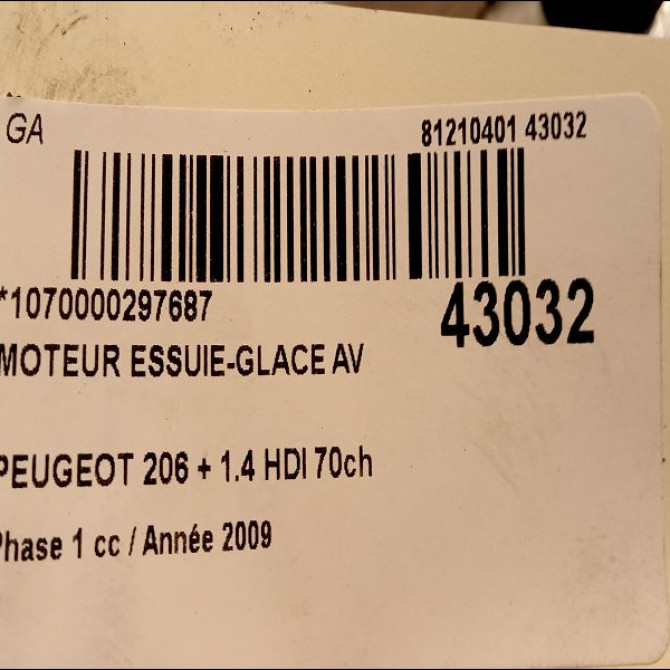 GA 81210401 43032
*1070000297687 43032
MOTEUR ESSUIE-GLACE AV
PEUGEOT 206 + 1.4 HDI 70ch
Phase 1 cc / Année 2009